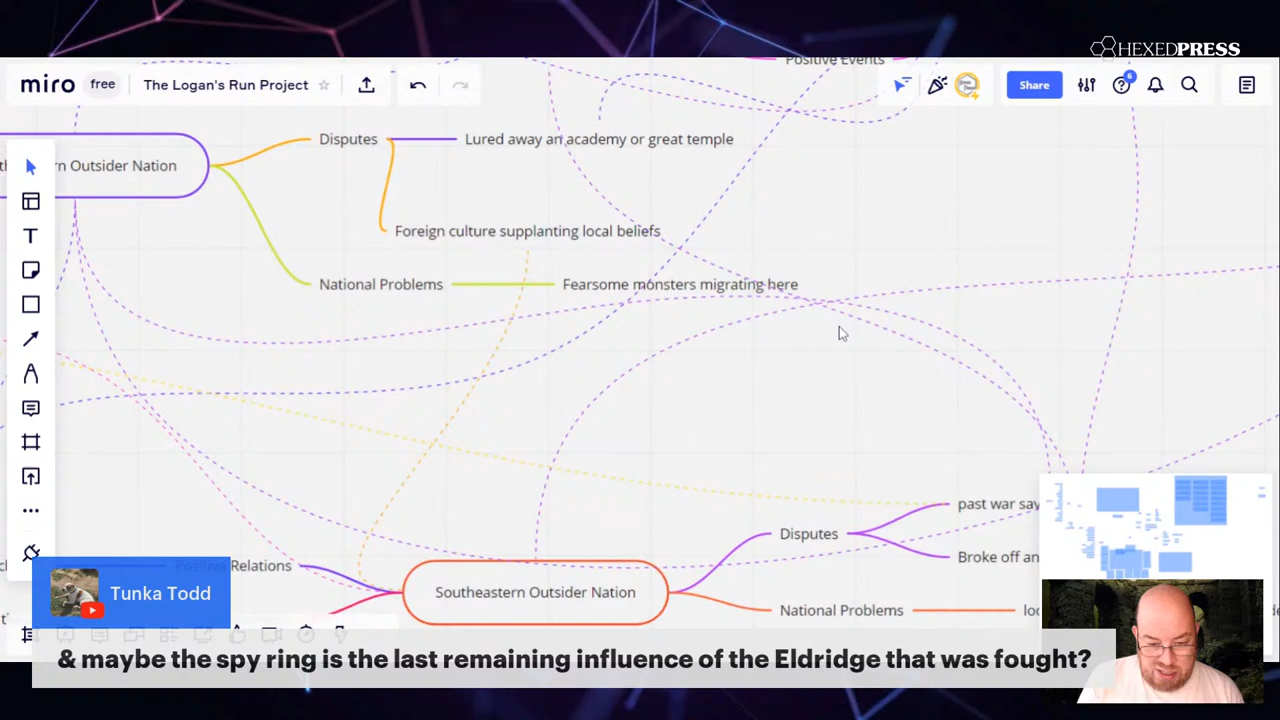 HEXEDPRESS
Positive Events
miro free The Logan's Run Project Share 6
Disputes Lured away an academy or great temple
rn Outsider Nation
Foreign culture supplanting local beliefs
National Problems Fearsome monsters migrating here
past war say
Disputes
Broke off an
Positive Relations
Southeastern Outsider Nation
National Problems
Tunka Todd
& maybe the spy ring is the last remaining influence of the Eldridge that was fought?